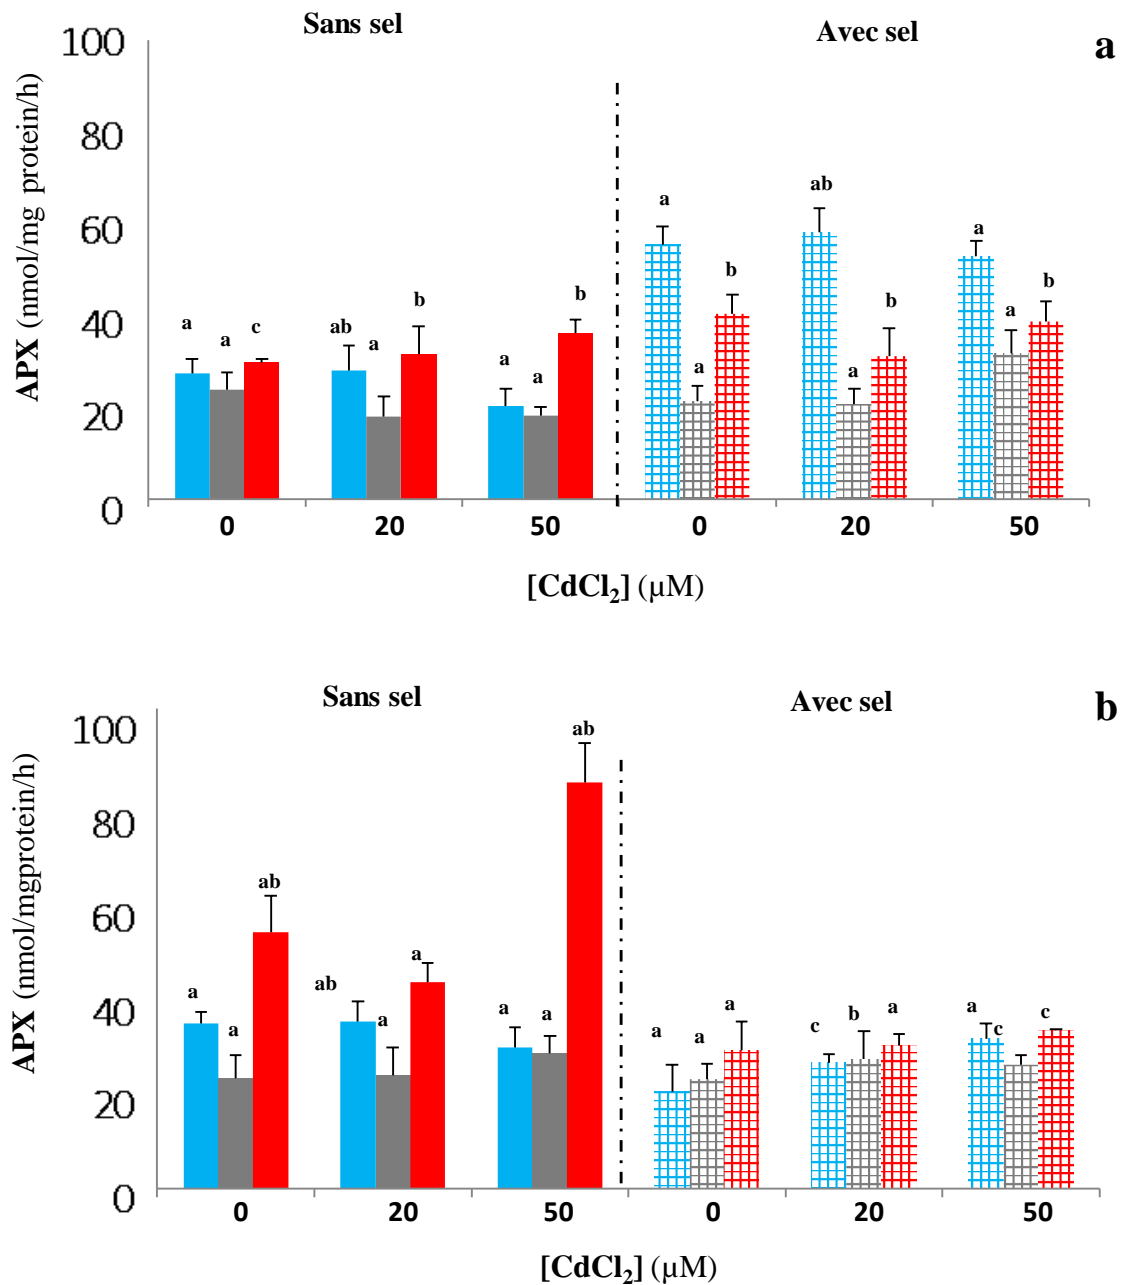 Sans sel
Avec sel
a
100
80
60
40
20
0
APX (nmol/mg protein/h)
a a c
ab a b
a a b
a a b
ab a b
a a b
0 20 50 0 20 50
[CdCl2] (µM)
Sans sel
Avec sel
b
100
80
60
40
20
0
APX (nmol/mgprotein/h)
a a ab
ab a a
a a ab
a a a
c b a
a c c
0 20 50 0 20 50
[CdCl2] (µM)